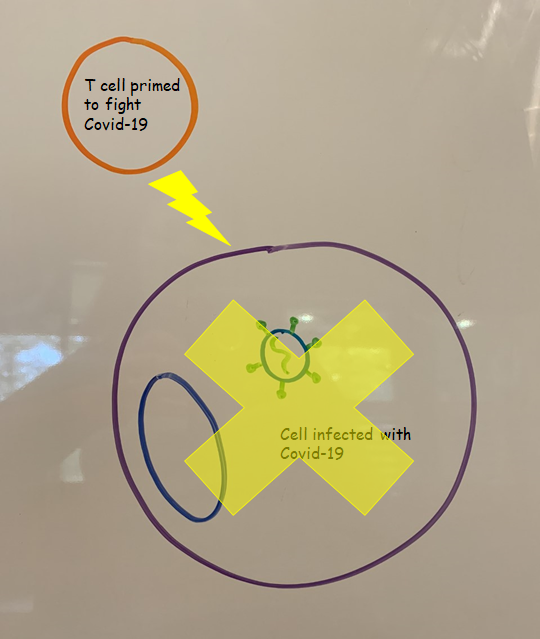 T cell primed
to fight
Covid-19
Cell infected with
Covid-19